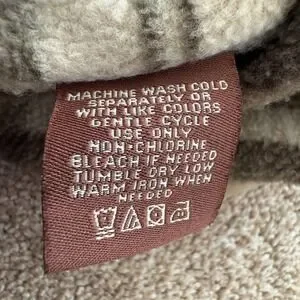 MACHINE WASH COLD
SEPARATELY OR
WITH LIKE COLORS
GENTLE CYCLE
USE ONLY
NON-CHLORINE
BLEACH IF NEEDED
TUMBLE DRY LOW
WARM IRON WHEN
NEEDED